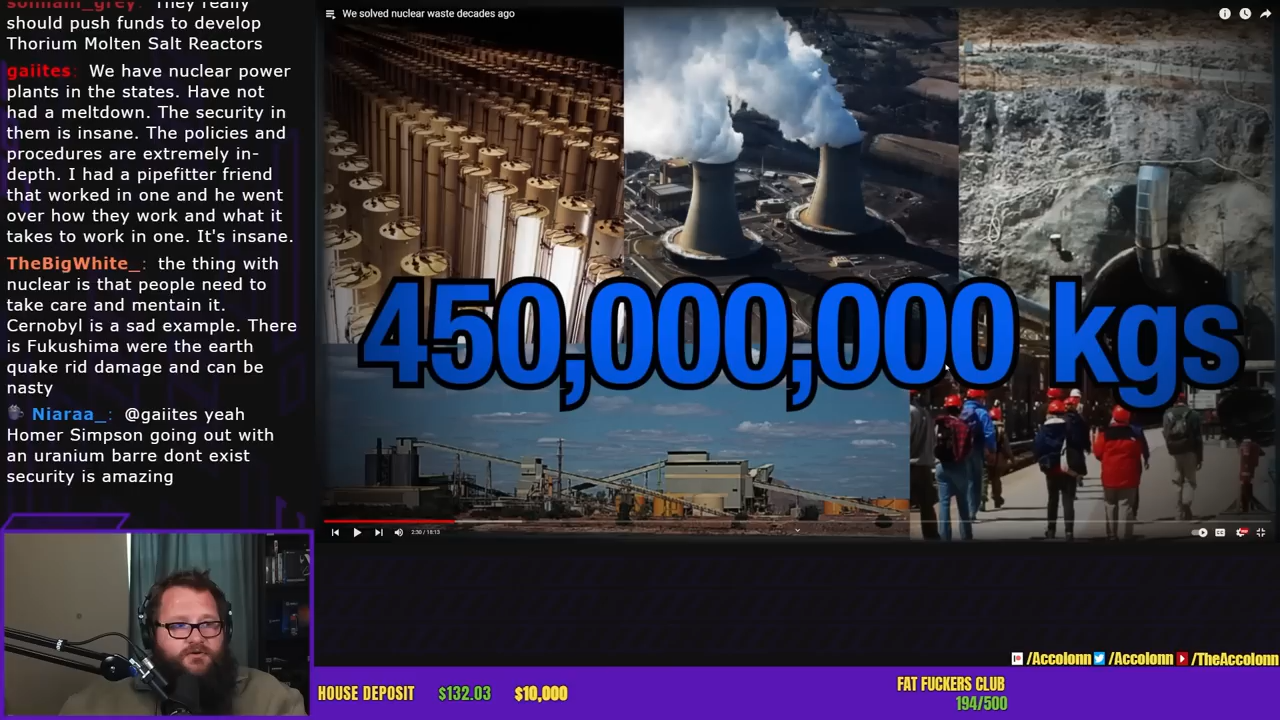 sonnam_grey: They really
should push funds to develop
Thorium Molten Salt Reactors
gaiites: We have nuclear power
plants in the states. Have not
had a meltdown. The security in
them is insane. The policies and
procedures are extremely in-
depth. I had a pipefitter friend
that worked in one and he went
over how they work and what it
takes to work in one. It's insane.
TheBigWhite_: the thing with
nuclear is that people need to
take care and mentain it.
Cernobyl is a sad example. There
is Fukushima were the earth
quake rid damage and can be
nasty
Niaraa_: @gaiites yeah
Homer Simpson going out with
an uranium barre dont exist
security is amazing
We solved nuclear waste decades ago
450,000,000 kgs
2:30 / 18:13
/Accolonn /Accolonn /TheAccolonn
HOUSE DEPOSIT $132.03 $10,000
FAT FUCKERS CLUB
194/500